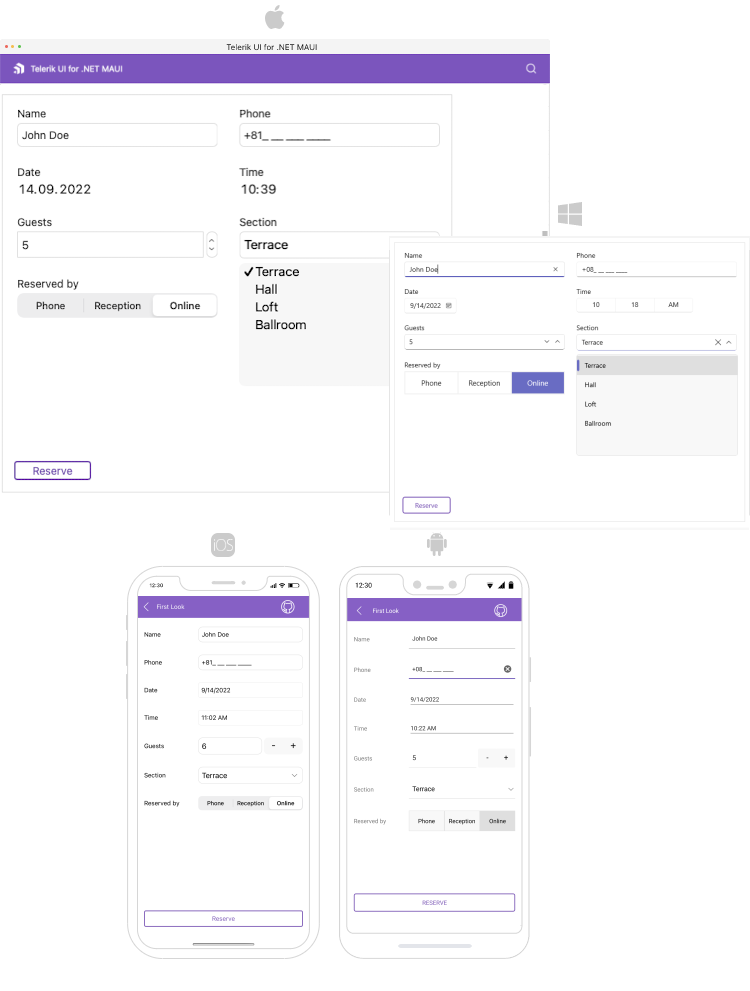 Telerik UI for .NET MAUI
Telerik UI for .NET MAUI
Name Phone
John Doe +81_ __ ___ ____
Date Time
14.09.2022 10:39
Guests Section
5 Terrace
✓ Terrace
Hall
Loft
Ballroom
Reserved by
Phone Reception Online
Reserve
Name Phone
John Doe +08_ __ ___ ____
Date Time
9/14/2022 10 18 AM
Guests Section
5 Terrace
Reserved by Terrace
Phone Reception Online Hall
Loft
Ballroom
Reserve
iOS
12:30
First Look
Name John Doe
Phone +81_ __ ___ ____
Date 9/14/2022
Time 11:02 AM
Guests 6 - +
Section Terrace
Reserved by Phone Reception Online
Reserve
12:30
First Look
Name John Doe
Phone +08_ __ ___ ____
Date 9/14/2022
Time 10:22 AM
Guests 5 - +
Section Terrace
Reserved by Phone Reception Online
RESERVE